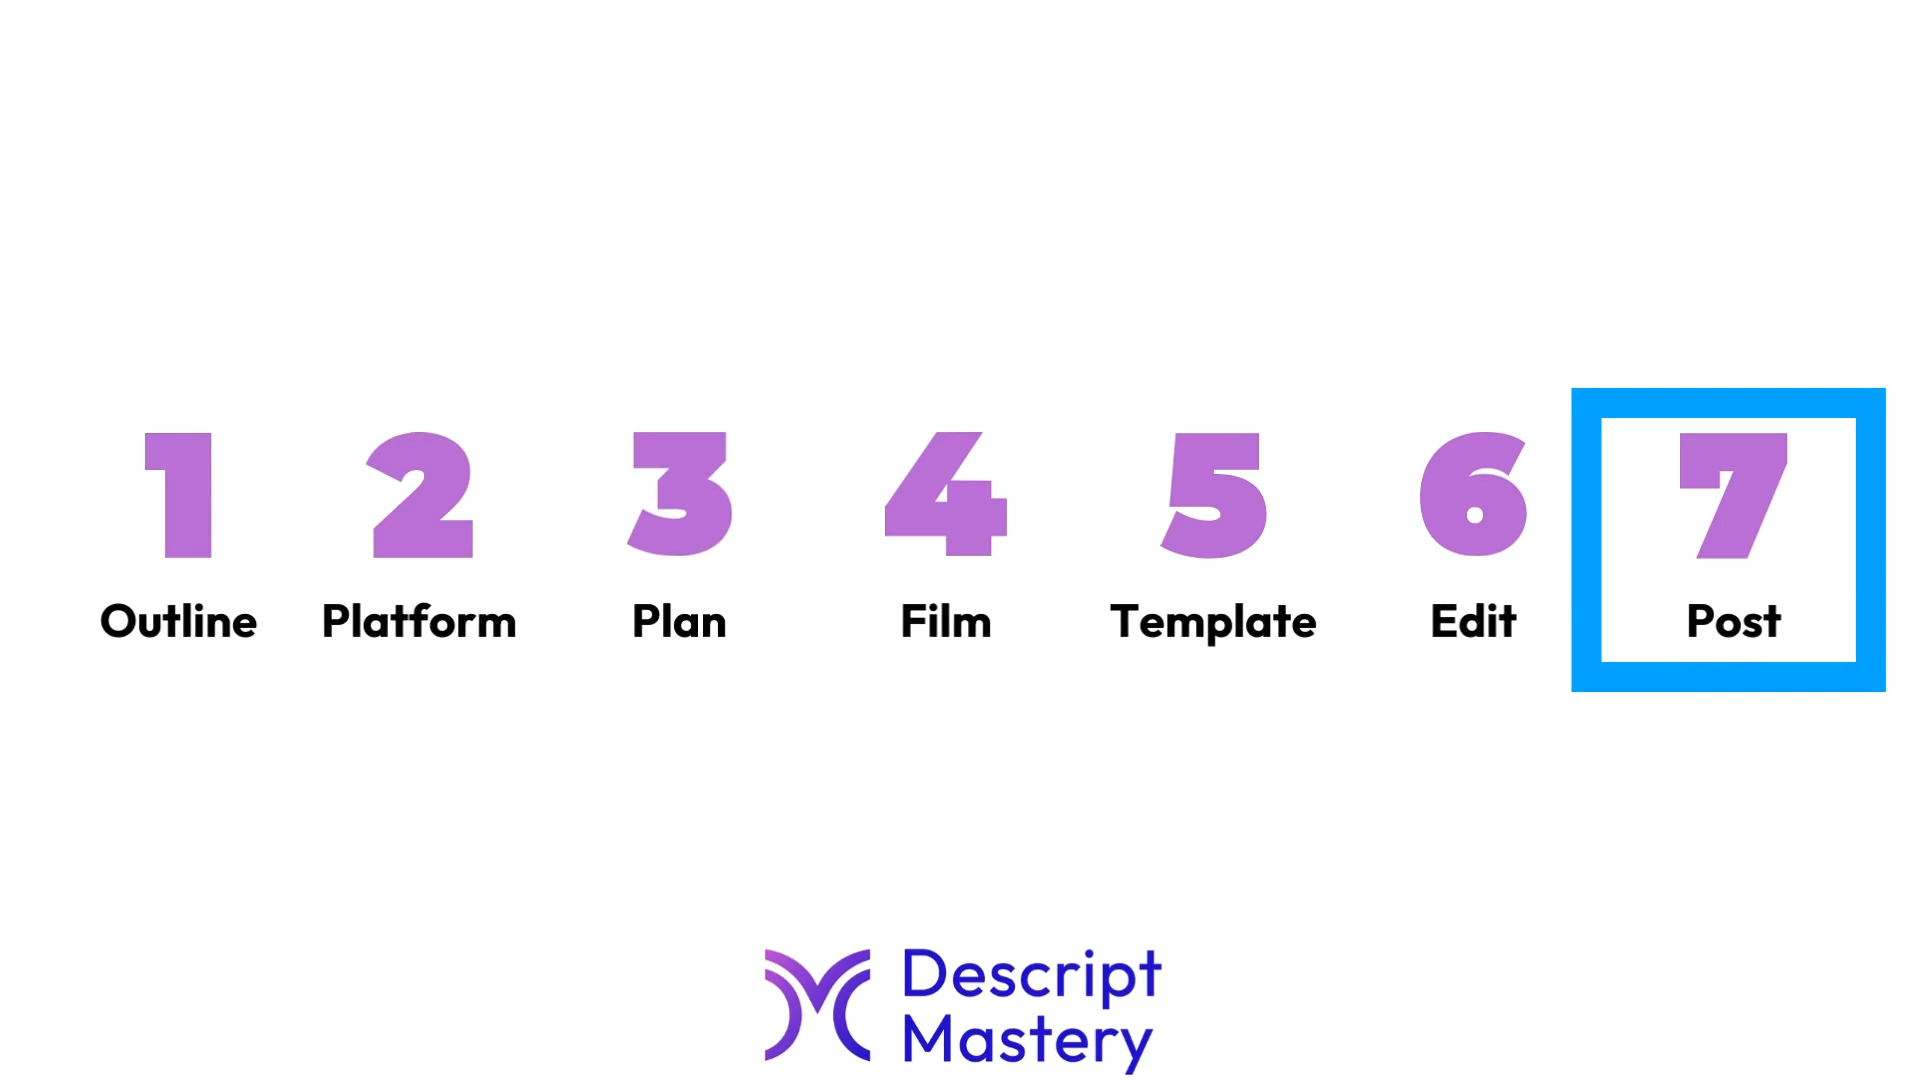 1 2 3 4 5 6 7
Outline Platform Plan Film Template Edit Post
Descript
Mastery